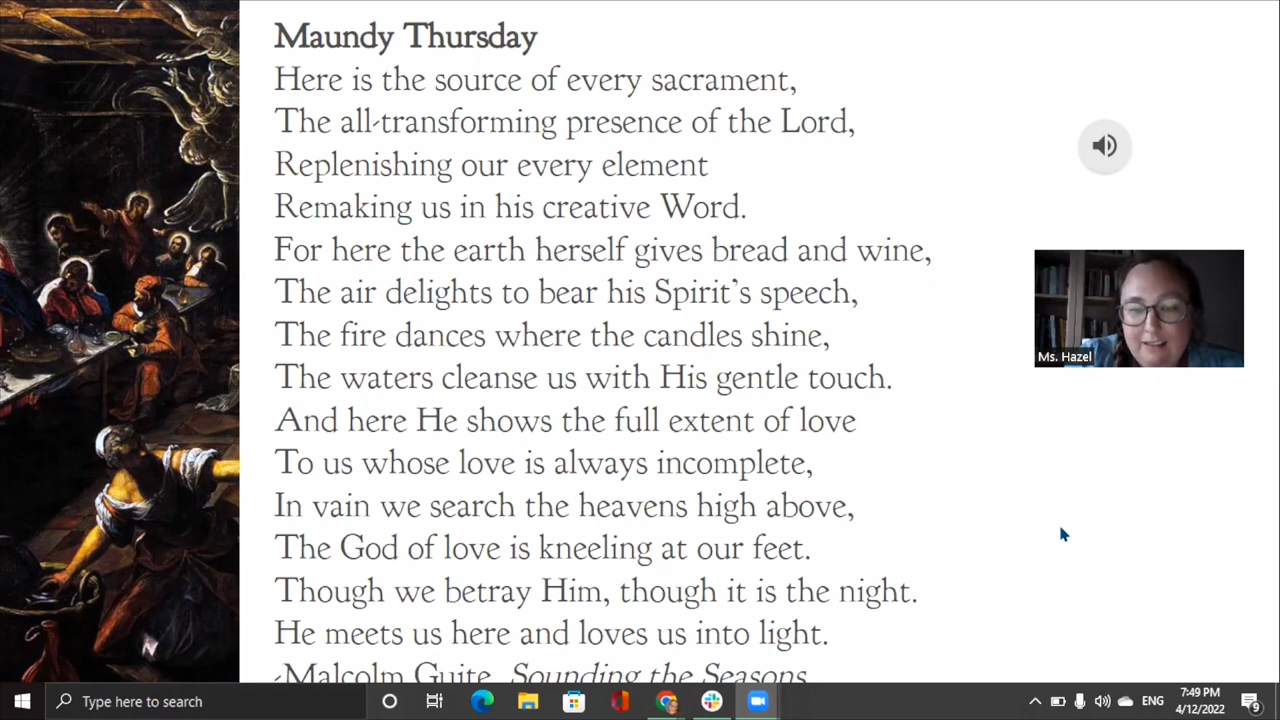 Maundy Thursday
Here is the source of every sacrament,
The all-transforming presence of the Lord,
Replenishing our every element
Remaking us in his creative Word.
For here the earth herself gives bread and wine,
The air delights to bear his Spirit's speech,
The fire dances where the candles shine,
The waters cleanse us with His gentle touch.
And here He shows the full extent of love
To us whose love is always incomplete,
In vain we search the heavens high above,
The God of love is kneeling at our feet.
Though we betray Him, though it is the night.
He meets us here and loves us into light.
-Malcolm Guite, Sounding the Seasons
Ms. Hazel
Type here to search
ENG
7:49 PM
4/12/2022
9